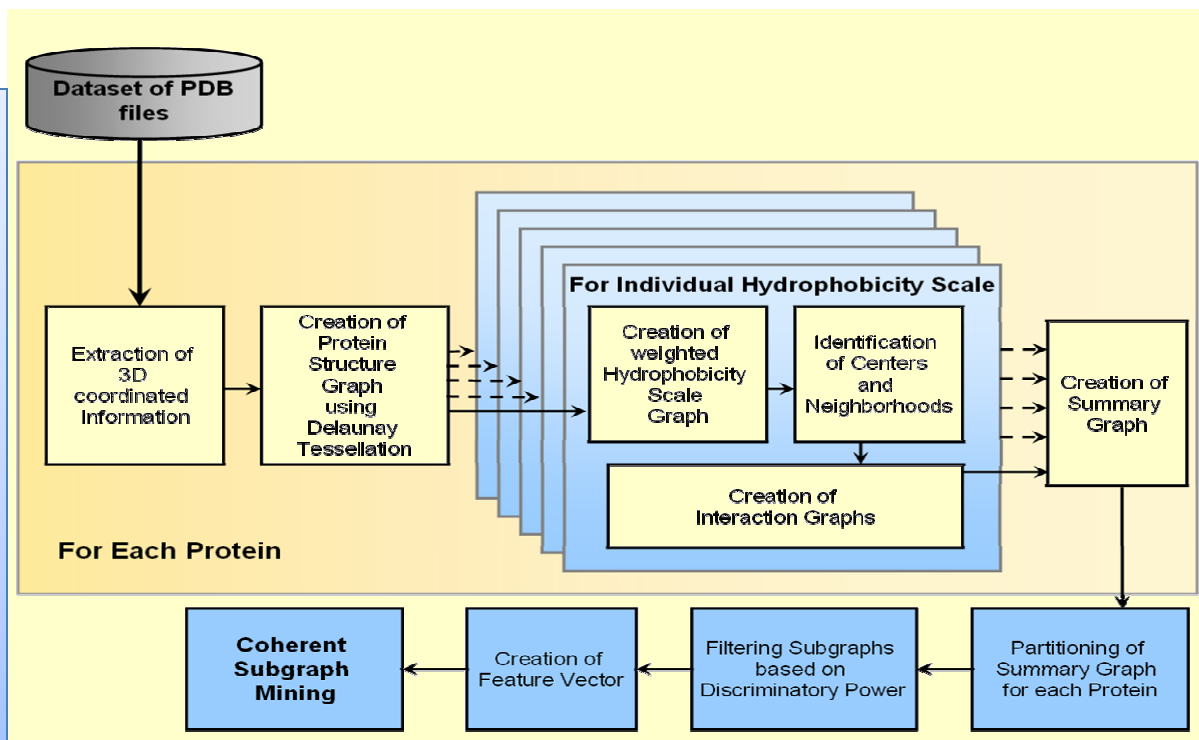 Dataset of PDB
files
For Individual Hydrophobicity Scale
Extraction of
3D
coordinated
Information
Creation of
Protein
Structure
Graph
using
Delaunay
Tessellation
Creation of
weighted
Hydrophobicity
Scale
Graph
Identification
of Centers
and
Neighborhoods
Creation of
Interaction Graphs
Creation of
Summary
Graph
For Each Protein
Coherent
Subgraph
Mining
Creation of
Feature Vector
Filtering Subgraphs
based on
Discriminatory Power
Partitioning of
Summary Graph
for each Protein